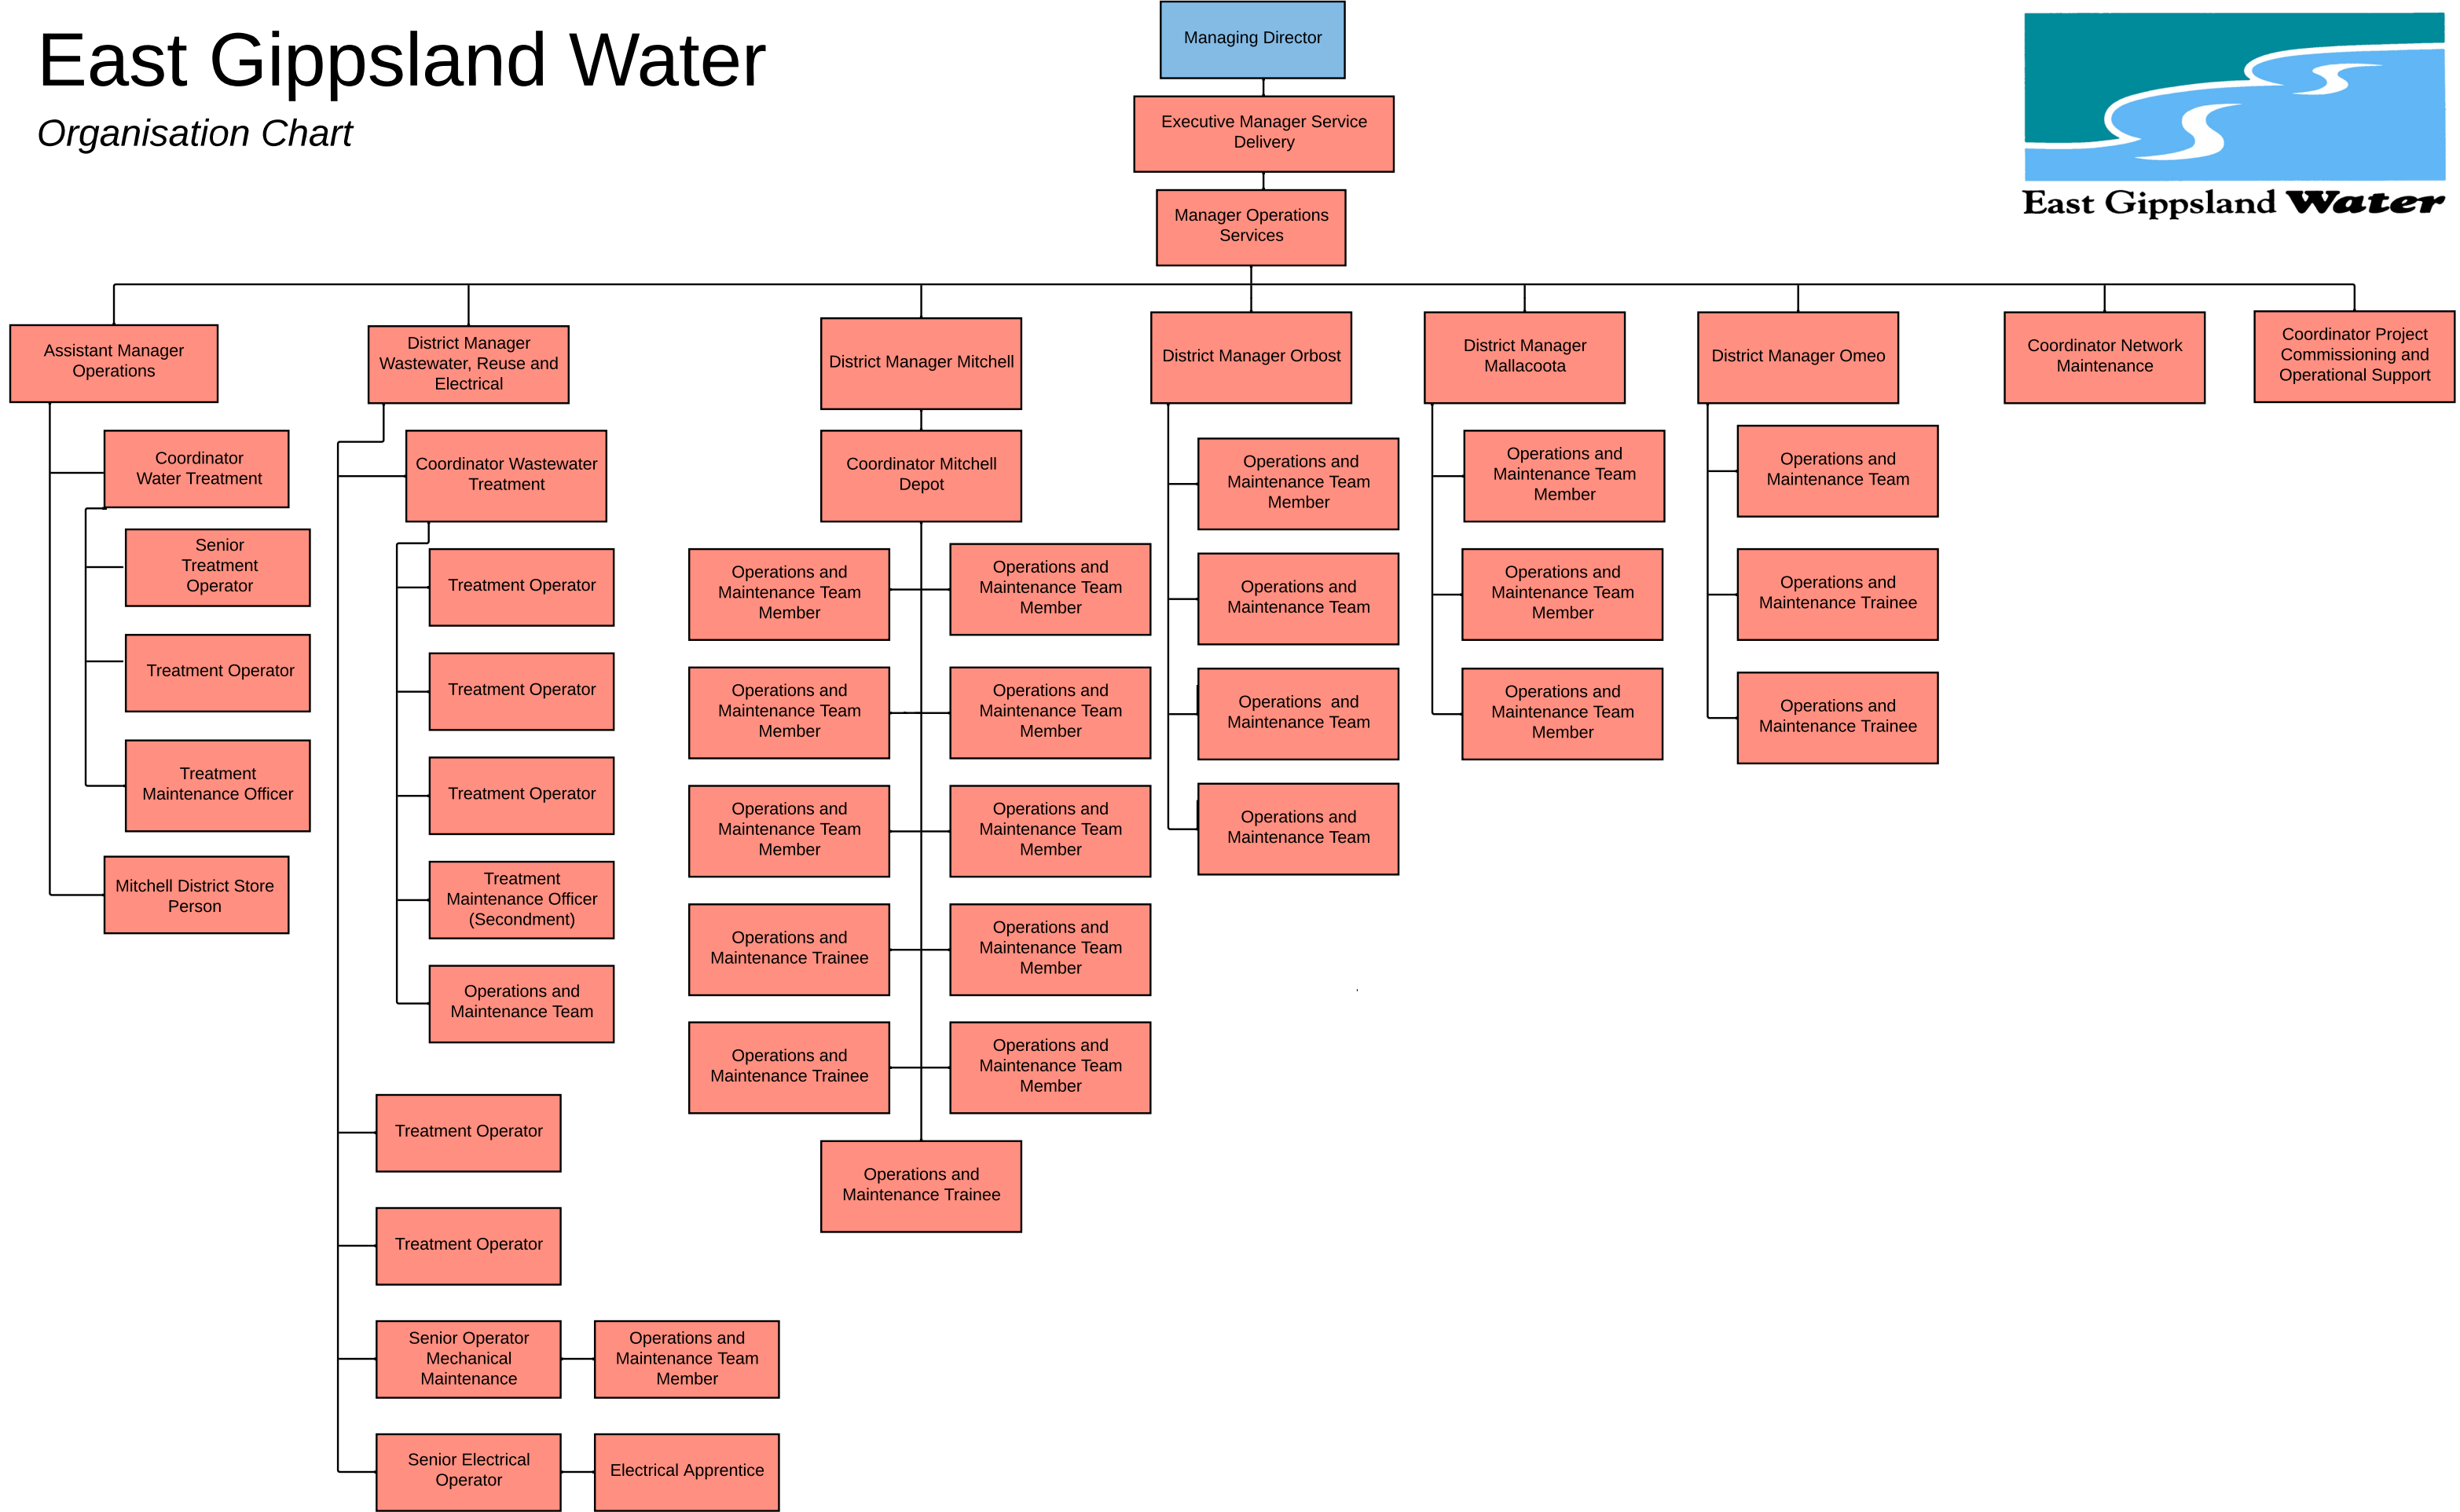 East Gippsland Water
Organisation Chart
East Gippsland Water
Managing Director
Executive Manager Service
Delivery
Manager Operations
Services
Assistant Manager
Operations
District Manager
Wastewater, Reuse and
Electrical
District Manager Mitchell
District Manager Orbost
District Manager
Mallacoota
District Manager Omeo
Coordinator Network
Maintenance
Coordinator Project
Commissioning and
Operational Support
Coordinator
Water Treatment
Senior
Treatment
Operator
Treatment Operator
Treatment
Maintenance Officer
Mitchell District Store
Person
Coordinator Wastewater
Treatment
Treatment Operator
Treatment Operator
Treatment Operator
Treatment
Maintenance Officer
(Secondment)
Operations and
Maintenance Team
Treatment Operator
Treatment Operator
Senior Operator
Mechanical
Maintenance
Operations and
Maintenance Team
Member
Senior Electrical
Operator
Electrical Apprentice
Coordinator Mitchell
Depot
Operations and
Maintenance Team
Member
Operations and
Maintenance Team
Member
Operations and
Maintenance Team
Member
Operations and
Maintenance Team
Member
Operations and
Maintenance Team
Member
Operations and
Maintenance Team
Member
Operations and
Maintenance Trainee
Operations and
Maintenance Team
Member
Operations and
Maintenance Trainee
Operations and
Maintenance Team
Member
Operations and
Maintenance Trainee
Operations and
Maintenance Team
Member
Operations and
Maintenance Team
Operations  and
Maintenance Team
Operations and
Maintenance Team
Operations and
Maintenance Team
Member
Operations and
Maintenance Team
Member
Operations and
Maintenance Team
Member
Operations and
Maintenance Team
Operations and
Maintenance Trainee
Operations and
Maintenance Trainee